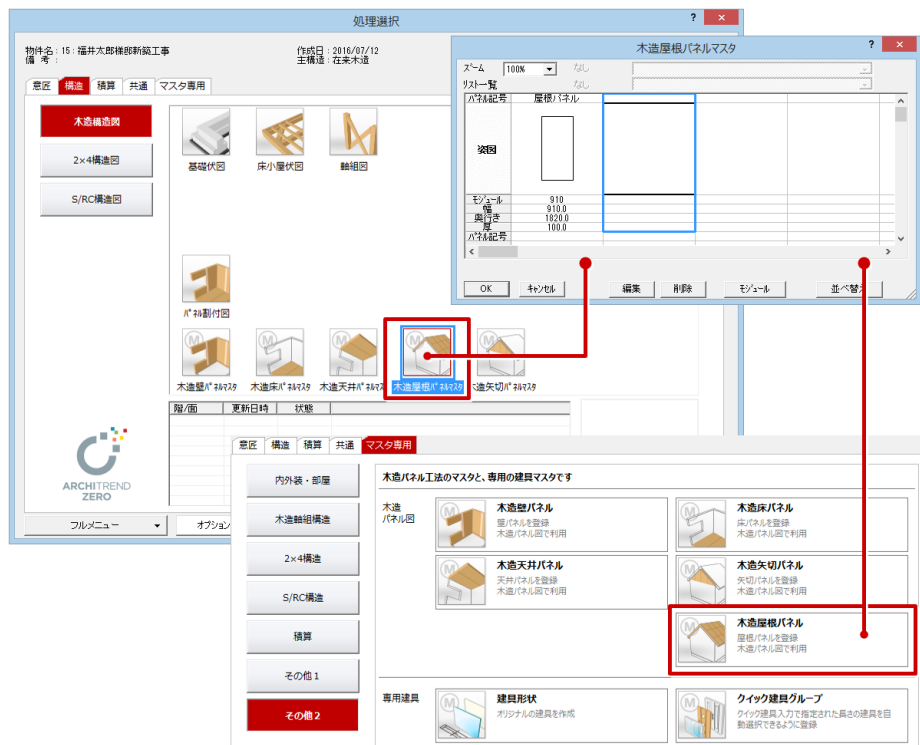 処理選択
?
×
物件名：15：福井太郎様邸新築工事
備 考：
作成日：2016/07/12
主構造：在来木造
意匠 構造 積算 共通 マスタ専用
木造構造図
2×4構造図
S/RC構造図
基礎伏図 床小屋伏図 軸組図
パネル割付図
木造壁パネルマスタ 木造床パネルマスタ 木造天井パネルマスタ 木造屋根パネルマスタ 木造矢切パネルマスタ
階/面 更新日時 状態
ARCHITREND
ZERO
フルメニュー
オプション
木造屋根パネルマスタ
?
×
ズーム 100% なし
リスト一覧 なし
パネル記号 屋根パネル
姿図
モジュール 910
幅 910.0
奥行き 1820.0
厚 100.0
パネル記号
OK キャンセル 編集 削除 モジュール 並べ替え
意匠 構造 積算 共通 マスタ専用
内外装・部屋
木造軸組構造
2×4構造
S/RC構造
積算
その他1
その他2
木造パネル工法のマスタと、専用の建具マスタです
木造
パネル図
木造壁パネル
壁パネルを登録
木造パネル図で利用
木造床パネル
床パネルを登録
木造パネル図で利用
木造天井パネル
天井パネルを登録
木造パネル図で利用
木造矢切パネル
矢切パネルを登録
木造パネル図で利用
木造屋根パネル
屋根パネルを登録
木造パネル図で利用
専用建具
建具形状
オリジナルの建具を作成
クイック建具グループ
クイック建具入力で指定された長さの建具を自
動選択できるように登録